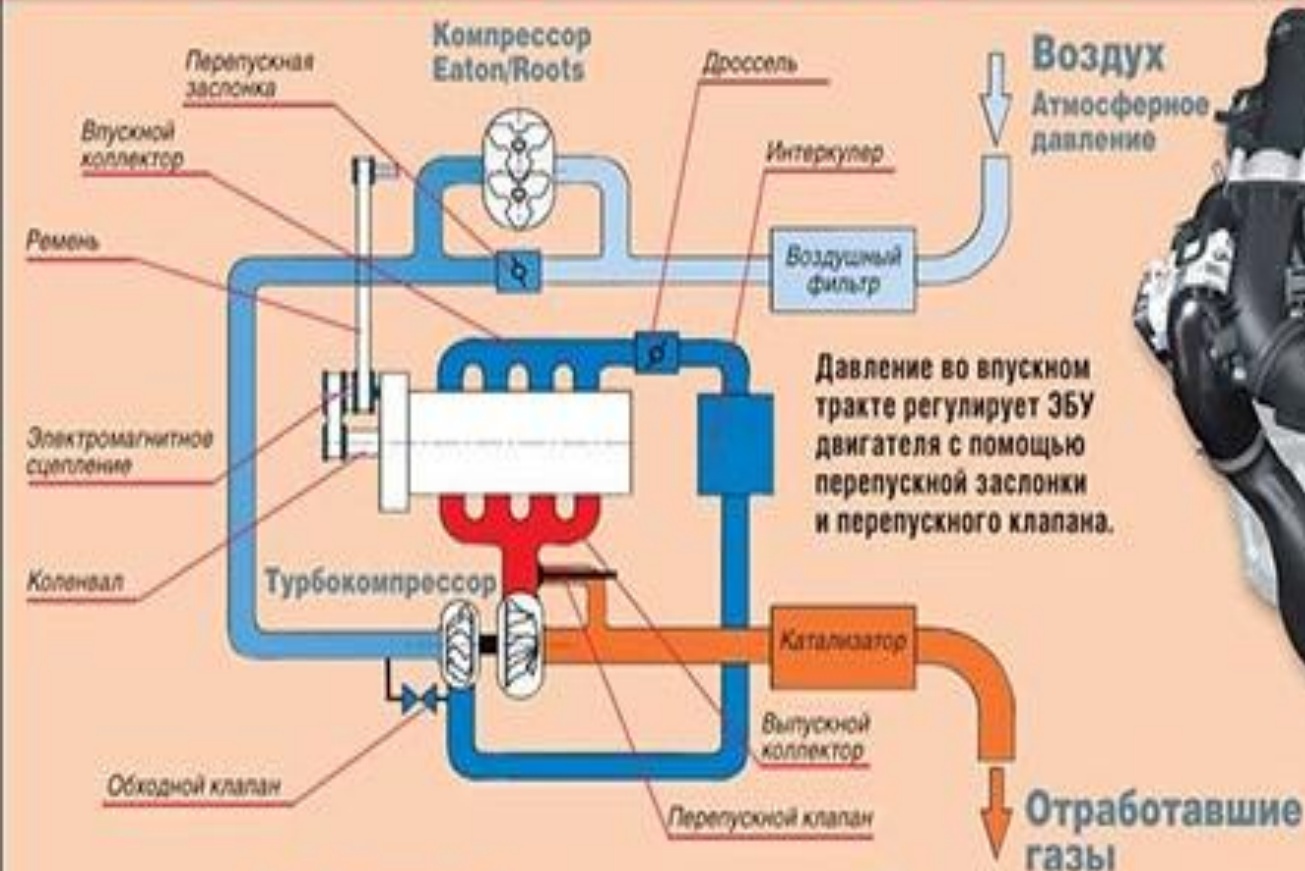 Компрессор
Eaton/Roots
Перепускная
заслонка
Дроссель
Воздух
Атмосферное
давление
Впускной
коллектор
Интеркулер
Ремень
Воздушный
фильтр
Давление во впускном
тракте регулирует ЭБУ
двигателя с помощью
перепускной заслонки
и перепускного клапана.
Электромагнитное
сцепление
Коленвал
Турбокомпрессор
Катализатор
Выпускной
коллектор
Обходной клапан
Перепускной клапан
Отработавшие
газы